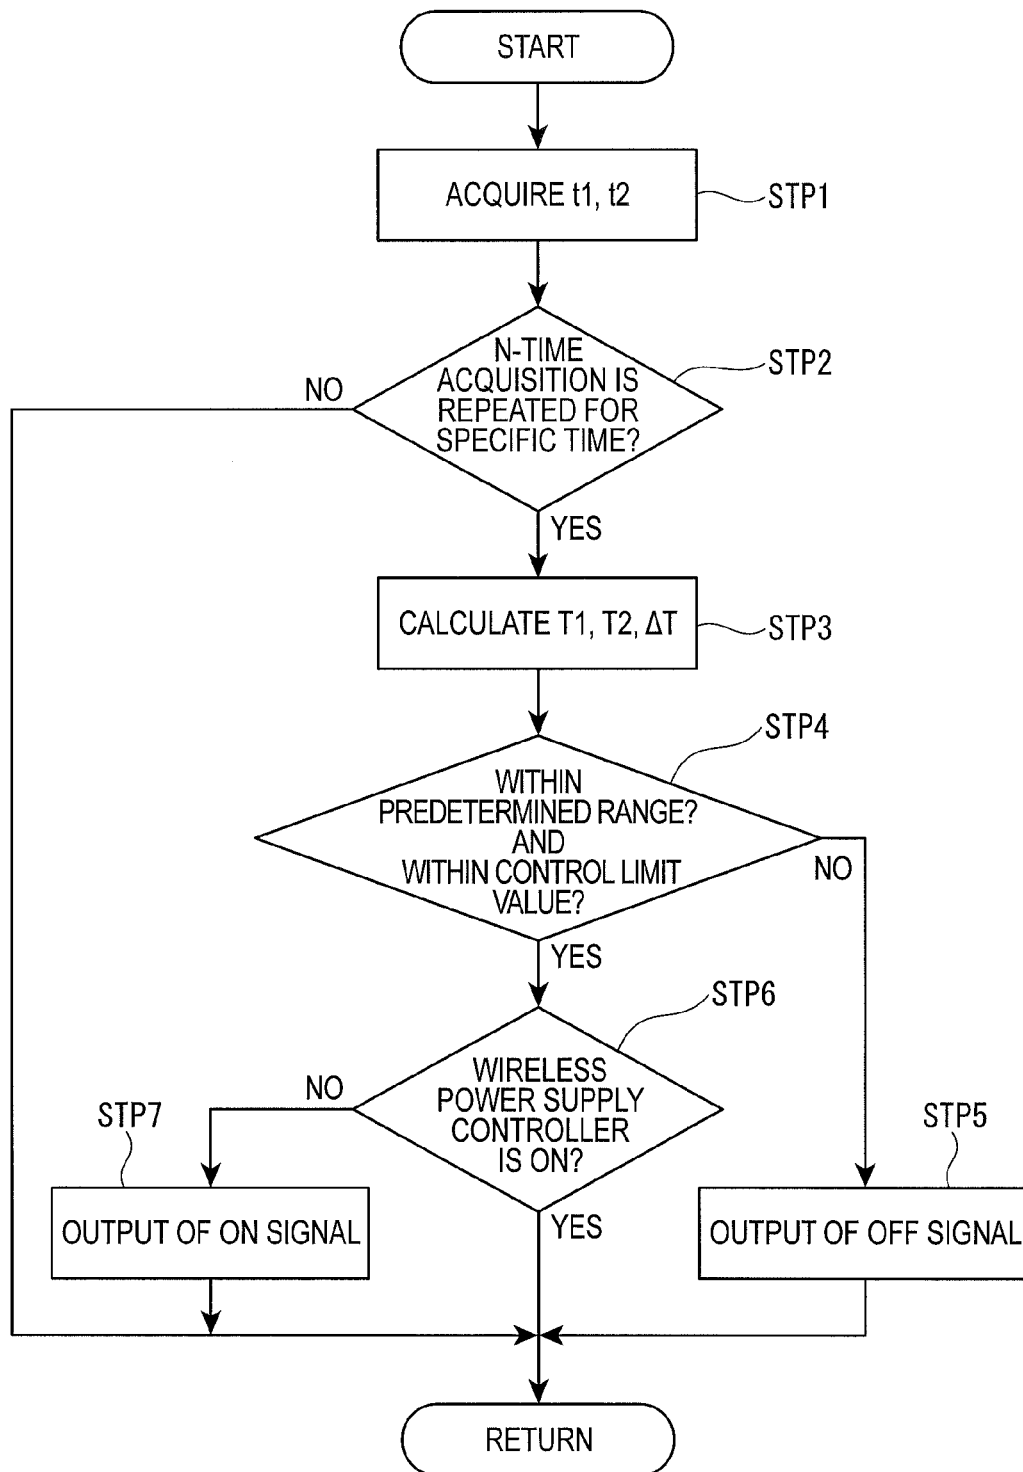 START
ACQUIRE t1, t2
STP1
N-TIME
ACQUISITION IS
REPEATED FOR
SPECIFIC TIME?
STP2
NO
YES
CALCULATE T1, T2, ΔT
STP3
STP4
WITHIN
PREDETERMINED RANGE?
AND
WITHIN CONTROL LIMIT
VALUE?
NO
YES
STP6
WIRELESS
POWER SUPPLY
CONTROLLER
IS ON?
NO
YES
STP7
OUTPUT OF ON SIGNAL
STP5
OUTPUT OF OFF SIGNAL
RETURN